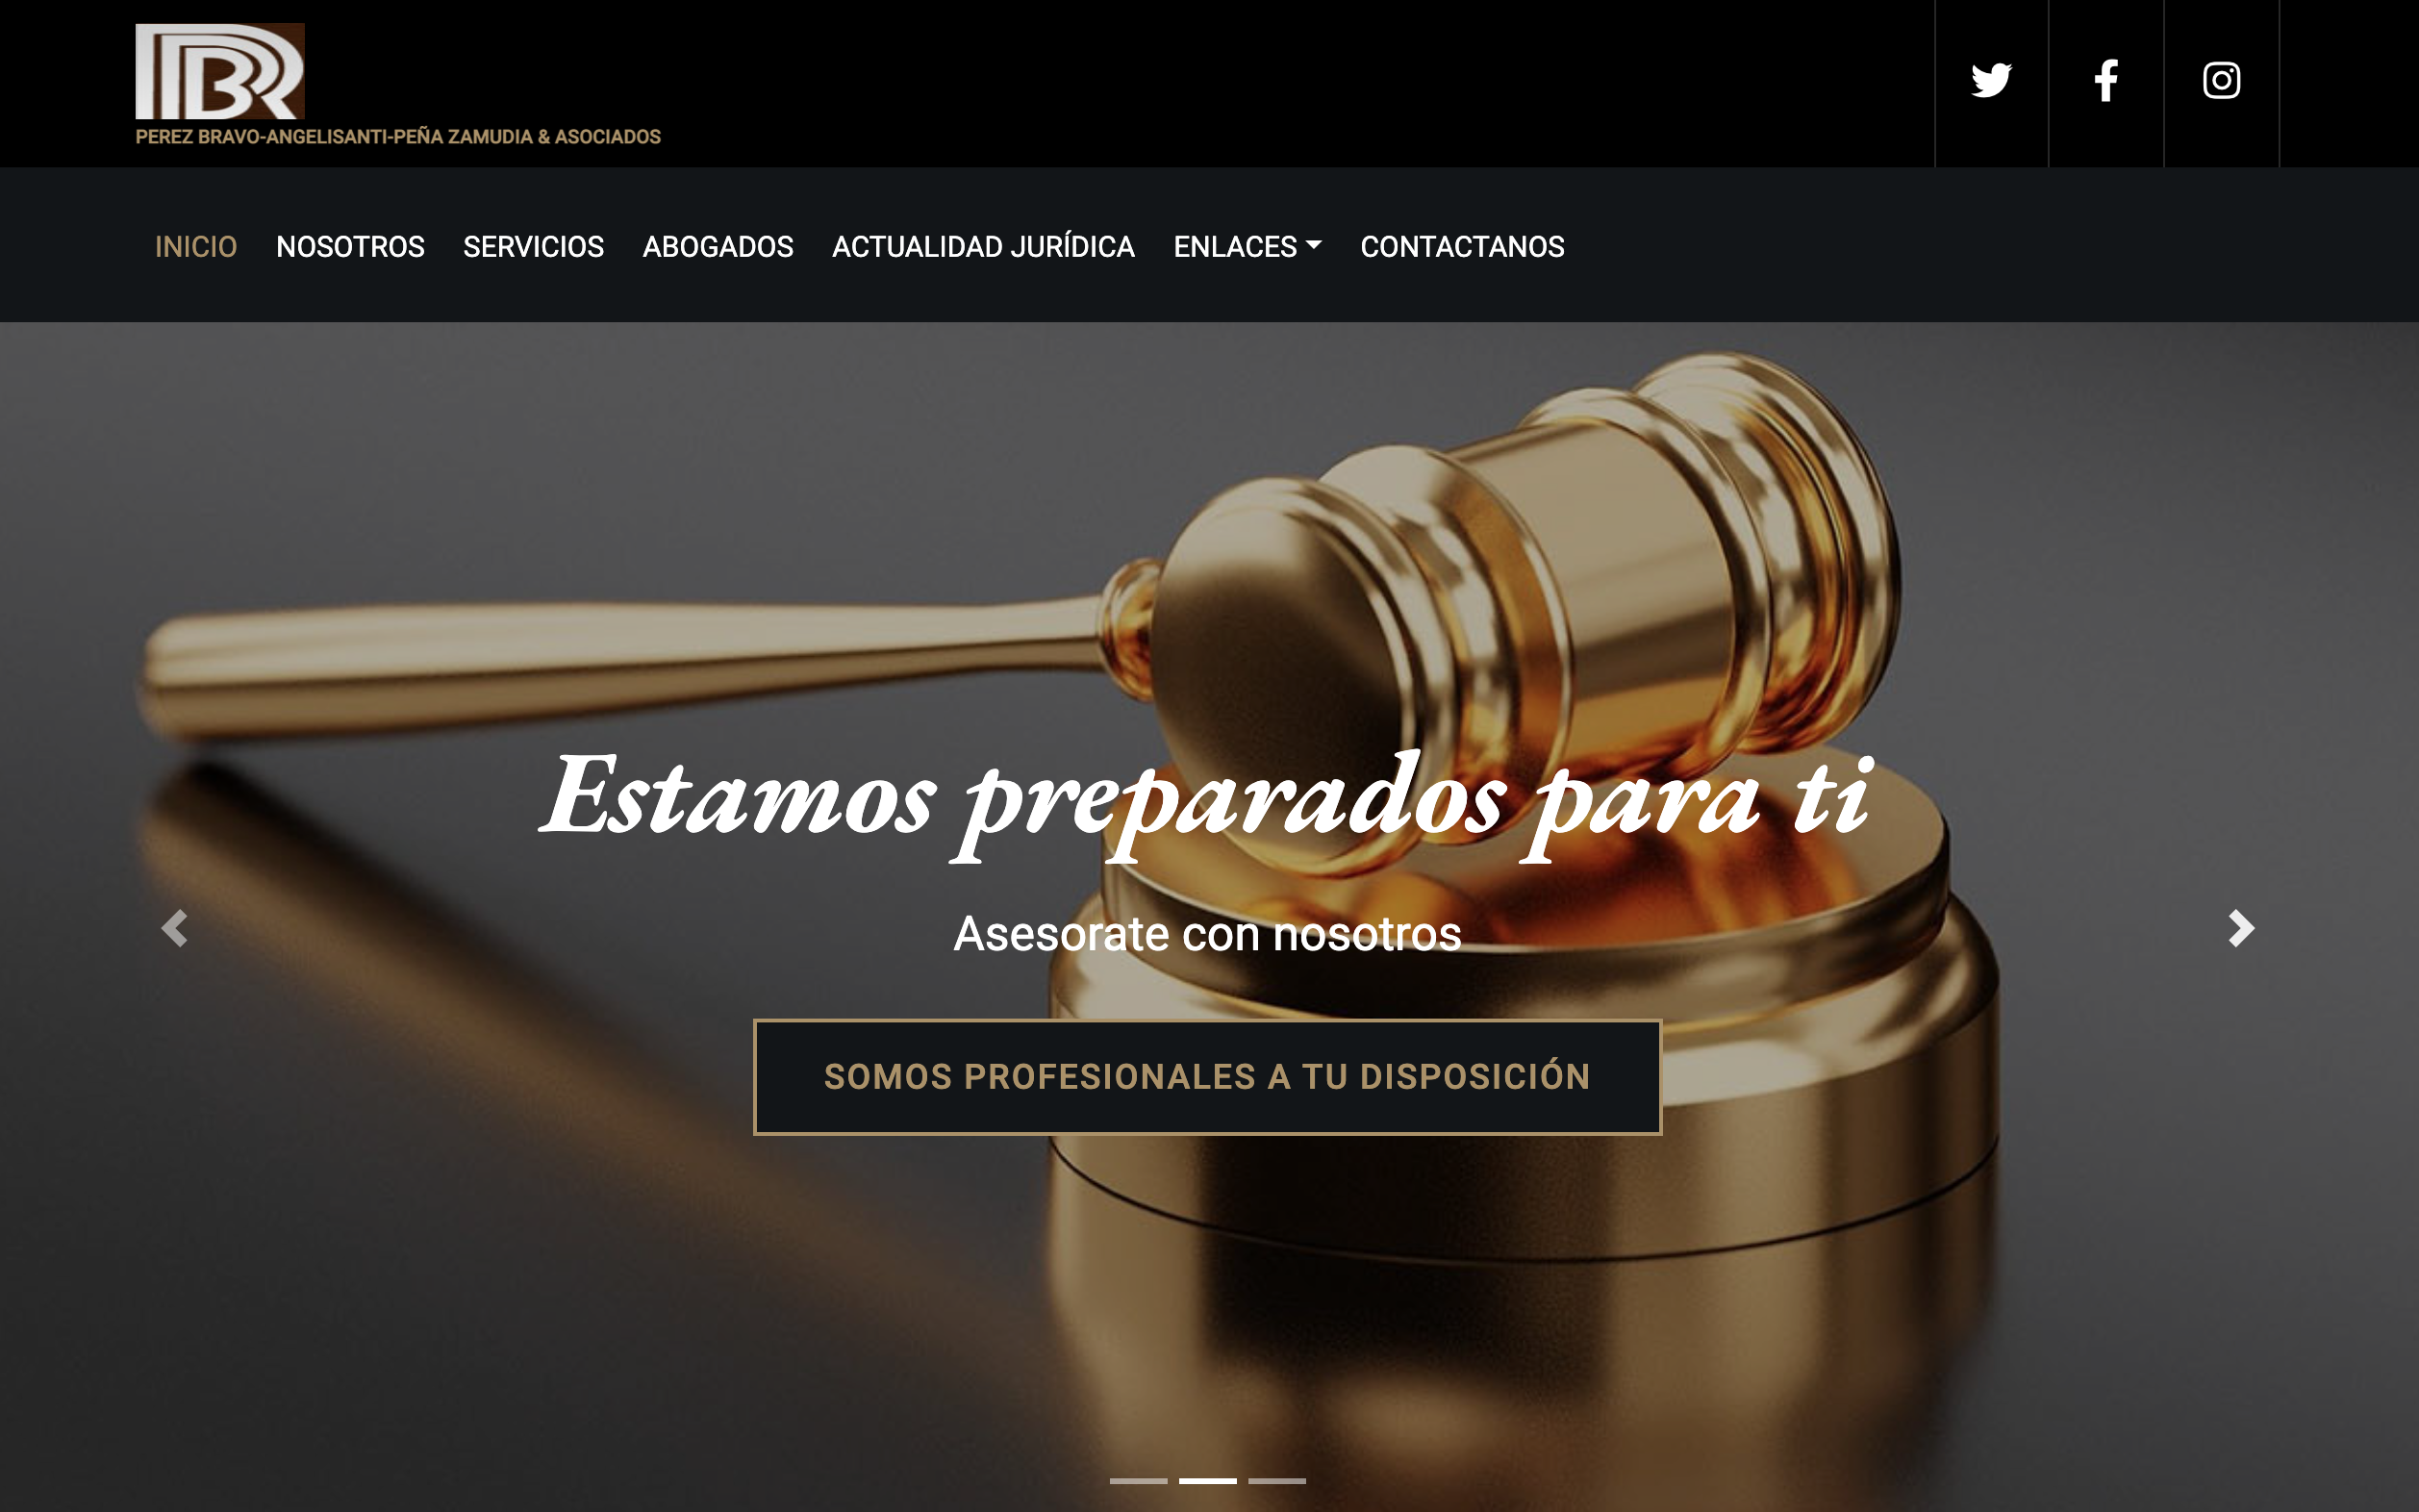 PBR
PEREZ BRAVO-ANGELISANTI-PEÑA ZAMUDIA & ASOCIADOS
INICIO NOSOTROS SERVICIOS ABOGADOS ACTUALIDAD JURÍDICA ENLACES CONTACTANOS
Estamos preparados para ti
Asesorate con nosotros
SOMOS PROFESIONALES A TU DISPOSICIÓN